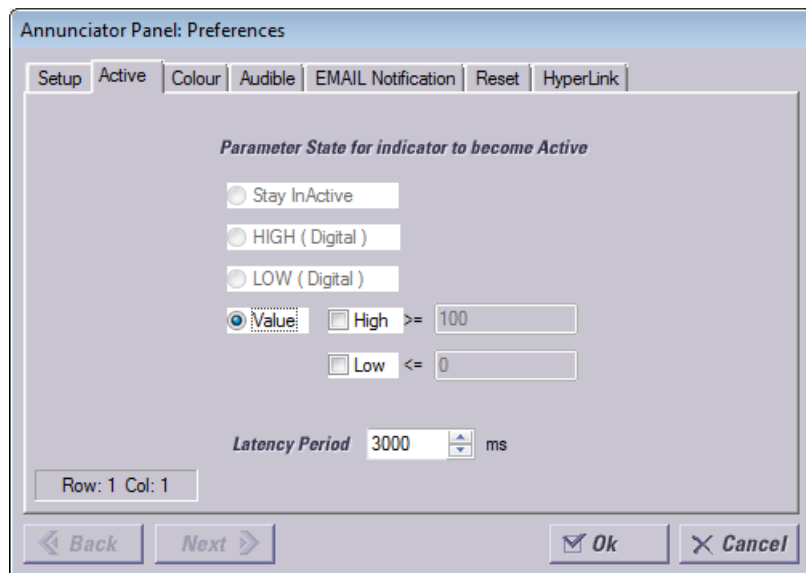 Annunciator Panel: Preferences
Setup Active Colour Audible EMAIL Notification Reset HyperLink
Parameter State for indicator to become Active
Stay InActive
HIGH ( Digital )
LOW ( Digital )
Value High >= 100
Low <= 0
Latency Period 3000 ms
Row: 1 Col: 1
Back Next Ok Cancel